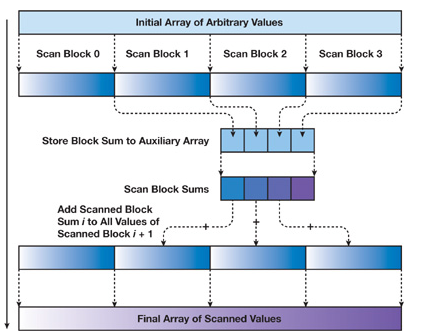 Initial Array of Arbitrary Values
Scan Block 0 Scan Block 1 Scan Block 2 Scan Block 3
Store Block Sum to Auxiliary Array
Scan Block Sums
Add Scanned Block
Sum i to All Values of
Scanned Block i + 1
+ + +
Final Array of Scanned Values